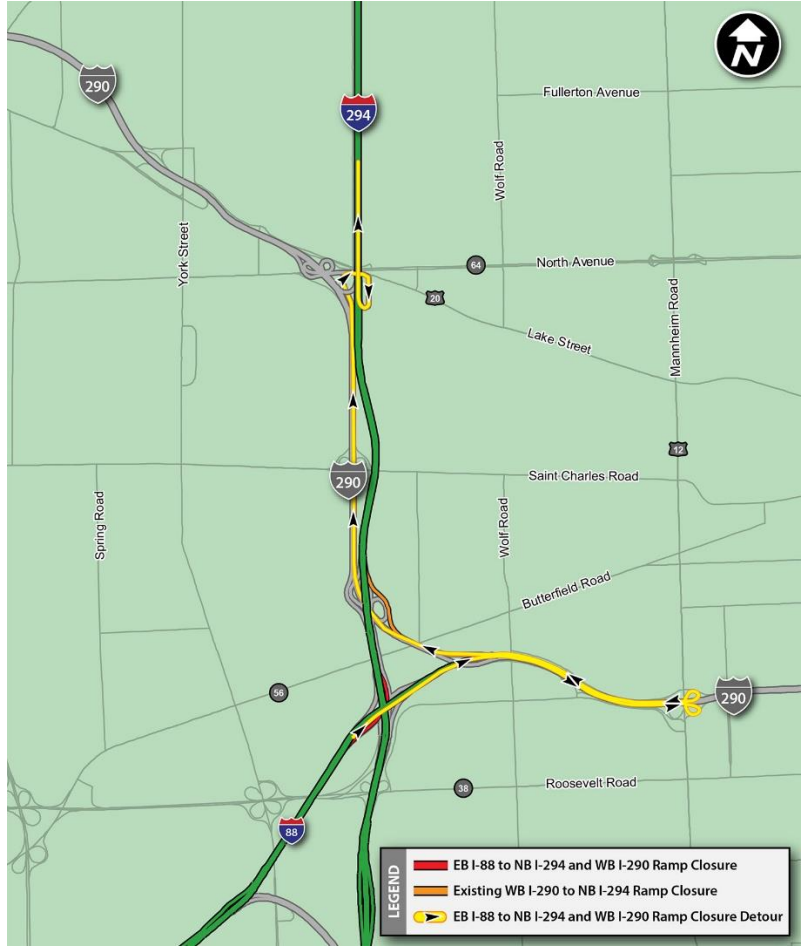 N
290
294
Fullerton Avenue
Wolf Road
York Street
64
North Avenue
20
Mannheim Road
Lake Street
12
290
Saint Charles Road
Spring Road
Wolf Road
Butterfield Road
56
290
Roosevelt Road
38
88
LEGEND
EB I-88 to NB I-294 and WB I-290 Ramp Closure
Existing WB I-290 to NB I-294 Ramp Closure
EB I-88 to NB I-294 and WB I-290 Ramp Closure Detour